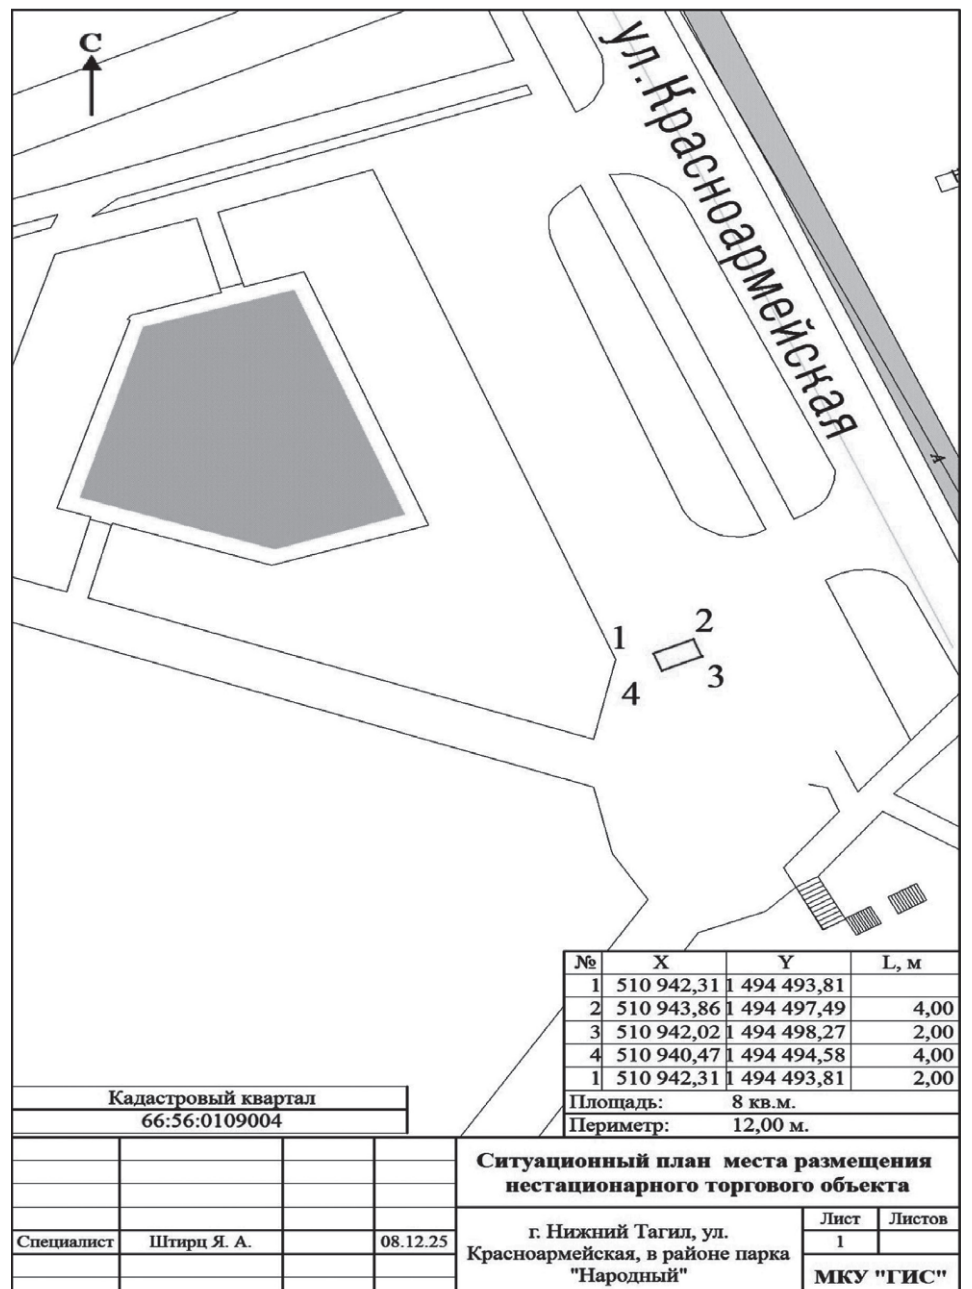 С
ул.Красноармейская
А
1
2
3
4
№ X Y L, м
1 510 942,31 1 494 493,81
2 510 943,86 1 494 497,49 4,00
3 510 942,02 1 494 498,27 2,00
4 510 940,47 1 494 494,58 4,00
1 510 942,31 1 494 493,81 2,00
Площадь: 8 кв.м.
Периметр: 12,00 м.
Кадастровый квартал
66:56:0109004
Ситуационный план места размещения
нестационарного торгового объекта
Специалист Штирц Я. А. 08.12.25
г. Нижний Тагил, ул.
Красноармейская, в районе парка
"Народный"
Лист Листов
1
МКУ "ГИС"